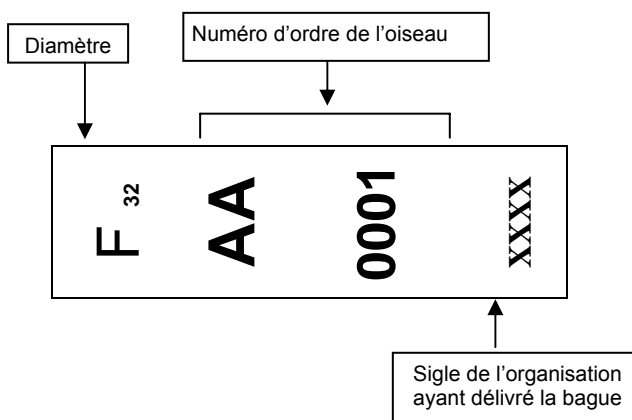 Diamètre
Numéro d'ordre de l'oiseau
F 32
AA
0001
XXXX
Sigle de l'organisation
ayant délivré la bague